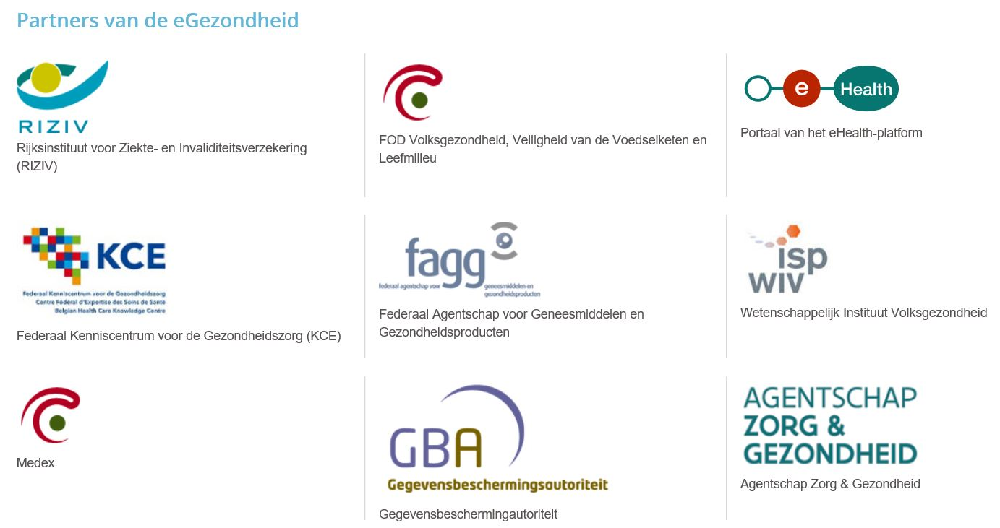 Partners van de eGezondheid
RIZIV
Rijksinstituut voor Ziekte- en Invaliditeitsverzekering
(RIZIV)
FOD Volksgezondheid, Veiligheid van de Voedselketen en
Leefmilieu
e Health
Portaal van het eHealth-platform
KCE
Federaal Kenniscentrum voor de Gezondheidszorg
Centre Fédéral d'Expertise des Soins de Santé
Belgian Health Care Knowledge Centre
Federaal Kenniscentrum voor de Gezondheidszorg (KCE)
fagg
federaal agentschap voor geneesmiddelen en
gezondheidsproducten
Federaal Agentschap voor Geneesmiddelen en
Gezondheidsproducten
isp
WIV
Wetenschappelijk Instituut Volksgezondheid
Medex
GBA
Gegevensbeschermingsautoriteit
Gegevensbeschermingautoriteit
AGENTSCHAP
ZORG &
GEZONDHEID
Agentschap Zorg & Gezondheid